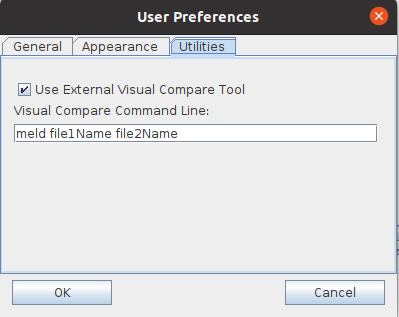 User Preferences
General Appearance Utilities
Use External Visual Compare Tool
Visual Compare Command Line:
meld file1Name file2Name
OK Cancel